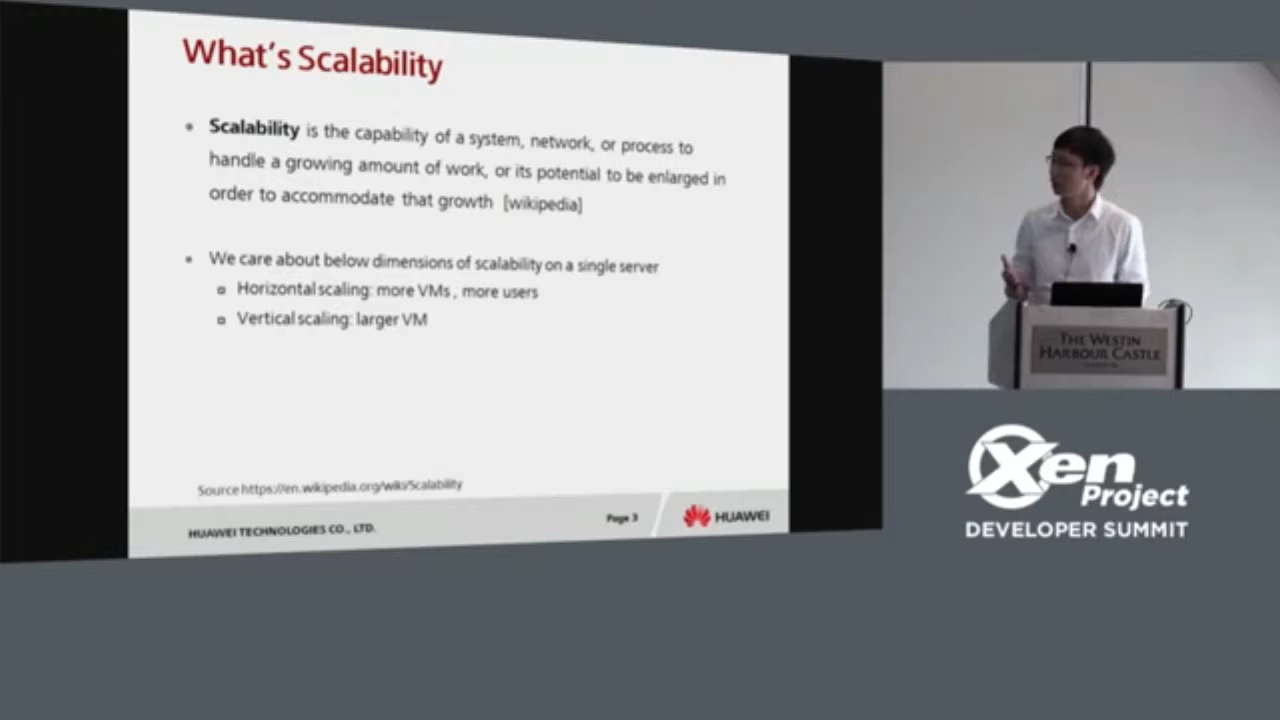 What's Scalability
• Scalability is the capability of a system, network, or process to
handle a growing amount of work, or its potential to be enlarged in
order to accommodate that growth [wikipedia]
• We care about below dimensions of scalability on a single server
Horizontal scaling: more VMs , more users
Vertical scaling: larger VM
Source https://en.wikipedia.org/wiki/Scalability
HUAWEI TECHNOLOGIES CO., LTD.
Page 3
HUAWEI
THE WESTIN
HARBOUR CASTLE
Xen
Project
DEVELOPER SUMMIT